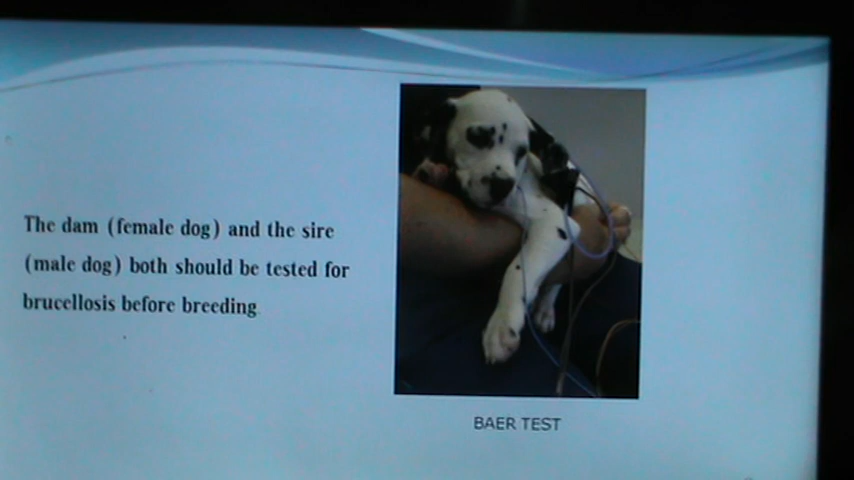 The dam (female dog) and the sire
(male dog) both should be tested for
brucellosis before breeding.
BAER TEST